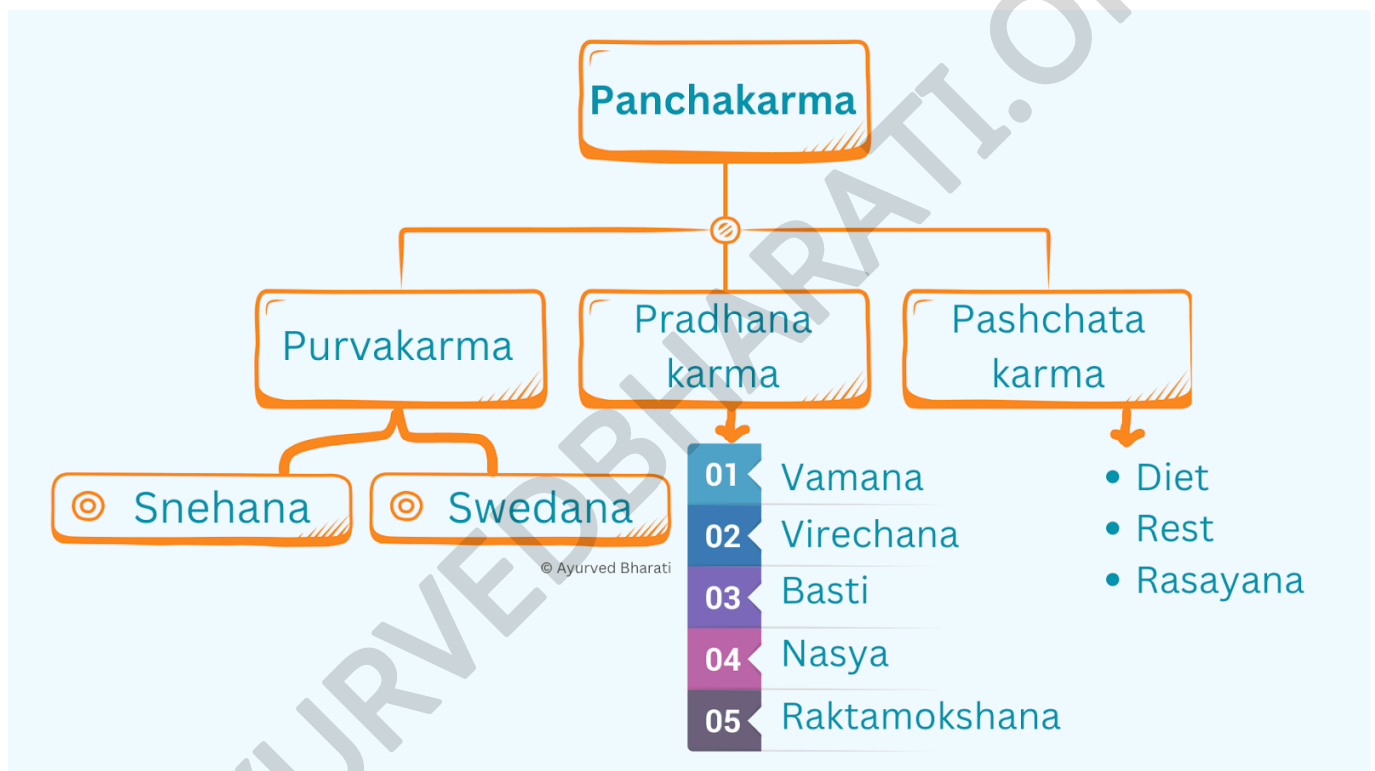 Panchakarma
Purvakarma
Pradhana
karma
Pashchata
karma
Snehana
Swedana
© Ayurved Bharati
01 Vamana
02 Virechana
03 Basti
04 Nasya
05 Raktamokshana
• Diet
• Rest
• Rasayana